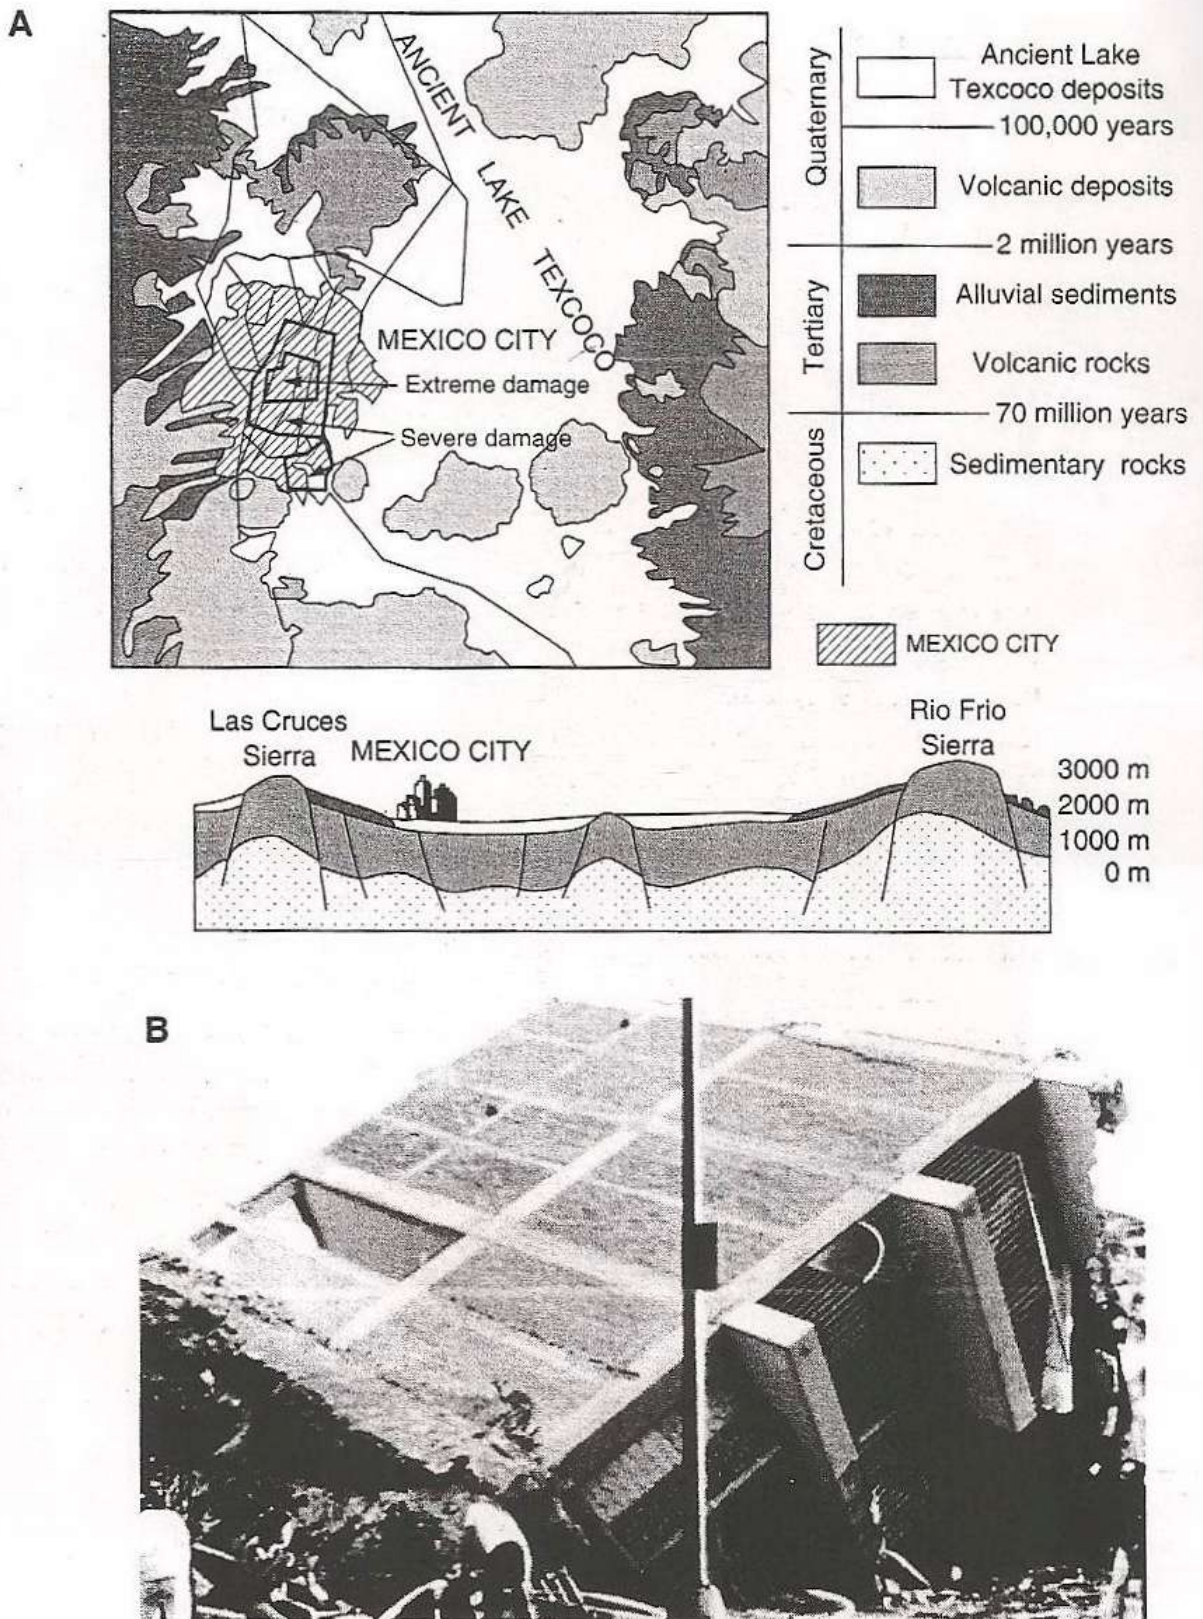 A
ANCIENT LAKE TEXCOCO
MEXICO CITY
Extreme damage
Severe damage
Quaternary
Ancient Lake
Texcoco deposits
100,000 years
Volcanic deposits
2 million years
Tertiary
Alluvial sediments
Volcanic rocks
70 million years
Cretaceous
Sedimentary rocks
MEXICO CITY
Las Cruces
Sierra
MEXICO CITY
Rio Frio
Sierra
3000 m
2000 m
1000 m
0 m
B